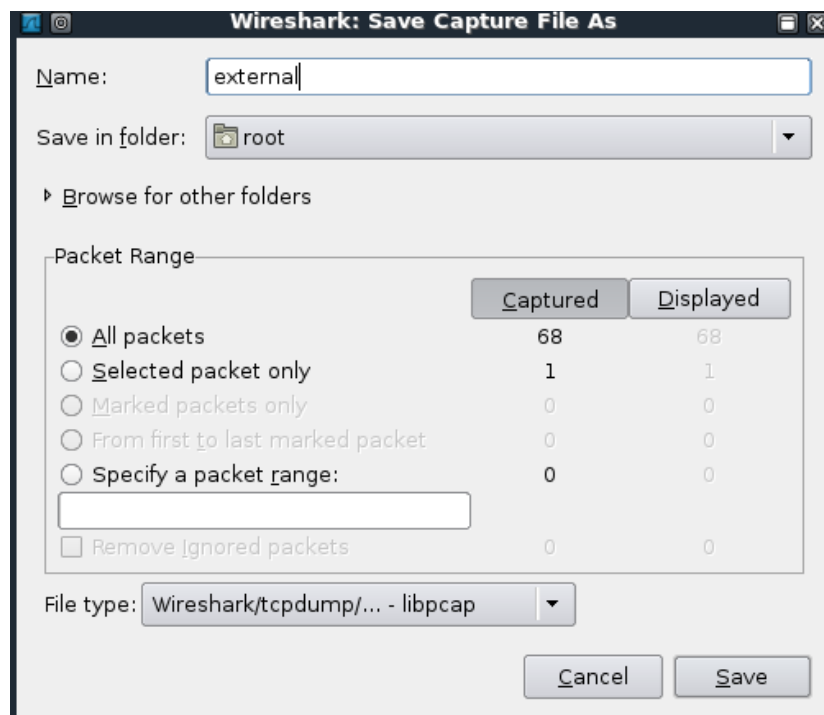 Wireshark: Save Capture File As
Name: external
Save in folder: root
Browse for other folders
Packet Range
Captured Displayed
All packets 68 68
Selected packet only 1 1
Marked packets only 0 0
From first to last marked packet 0 0
Specify a packet range: 0 0
Remove Ignored packets 0 0
File type: Wireshark/tcpdump/... - libpcap
Cancel Save